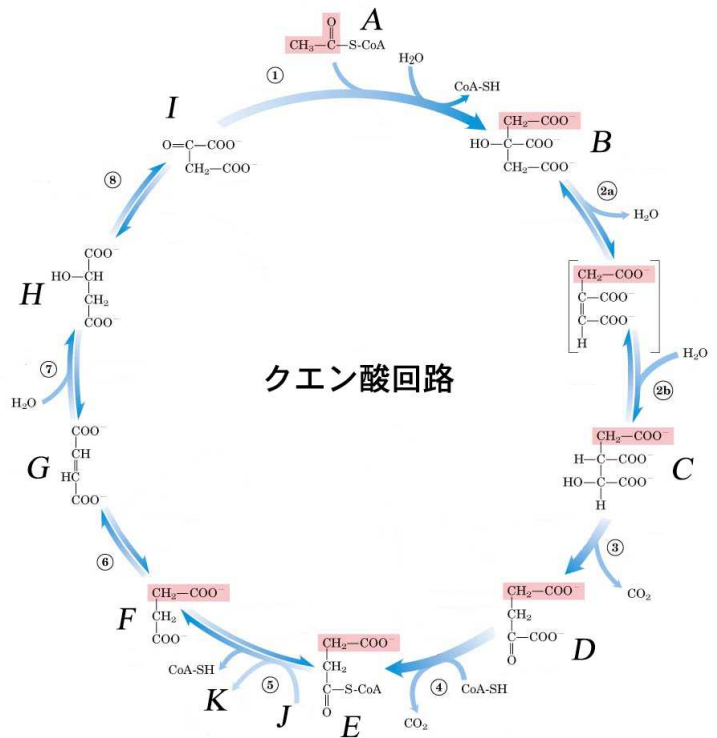 A
O
CH₃—C—S-CoA
①
H₂O
CoA-SH
I
O=C—COO⁻
CH₂—COO⁻
CH₂—COO⁻
HO—C—COO⁻
CH₂—COO⁻
B
⑧
2a
H₂O
COO⁻
HO—CH
CH₂
COO⁻
H
CH₂—COO⁻
C—COO⁻
C—COO⁻
H
⑦
H₂O
クエン酸回路
H₂O
2b
COO⁻
CH
HC
COO⁻
G
CH₂—COO⁻
H—C—COO⁻
HO—C—COO⁻
H
C
⑥
③
CO₂
CH₂—COO⁻
CH₂
COO⁻
F
CH₂—COO⁻
CH₂
C—COO⁻
O
D
CoA-SH
K
⑤
J
CH₂—COO⁻
CH₂
C—S-CoA
O
E
④
CoA-SH
CO₂